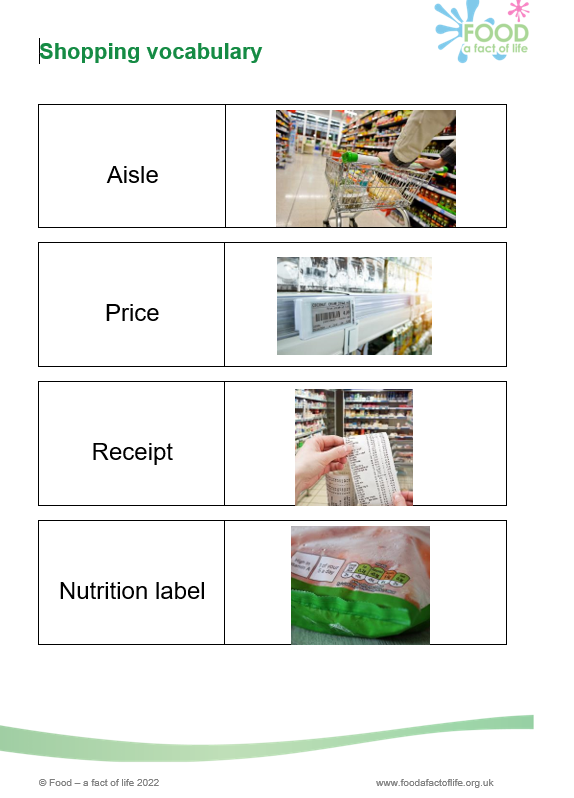 FOOD
a fact of life
Shopping vocabulary
Aisle
Price
Receipt
Nutrition label
© Food – a fact of life 2022
www.foodafactoflife.org.uk